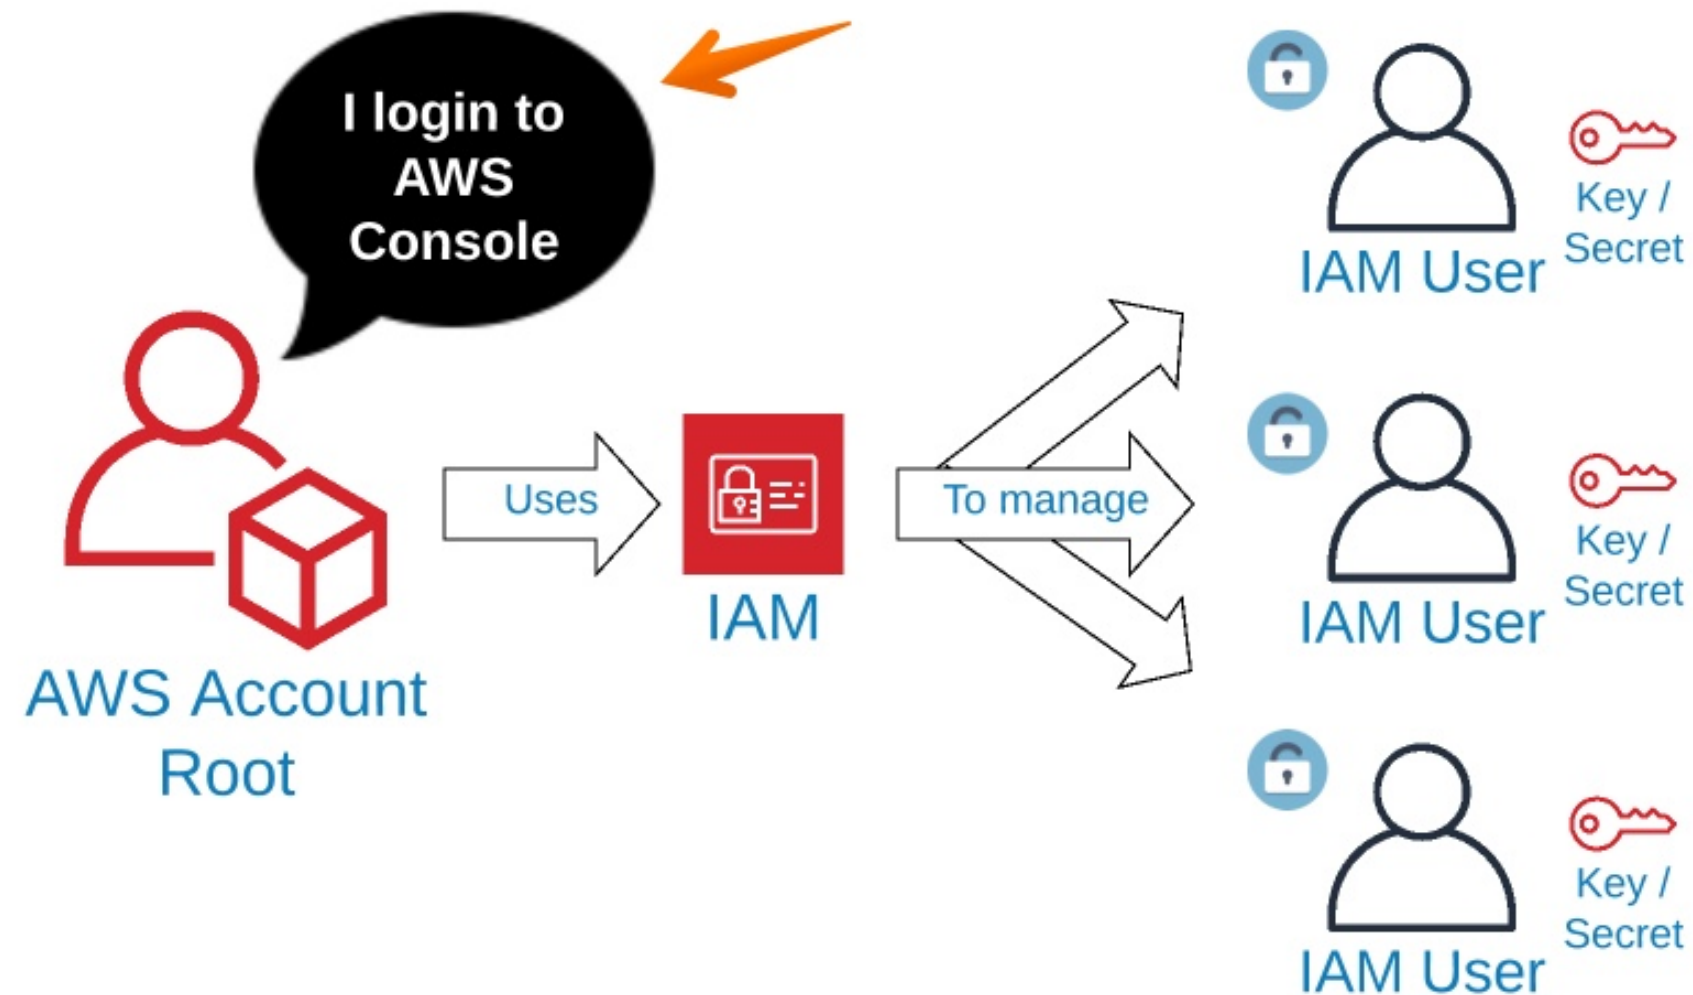 I login to
AWS
Console
AWS Account
Root
Uses
IAM
To manage
IAM User
Key /
Secret
IAM User
Key /
Secret
IAM User
Key /
Secret